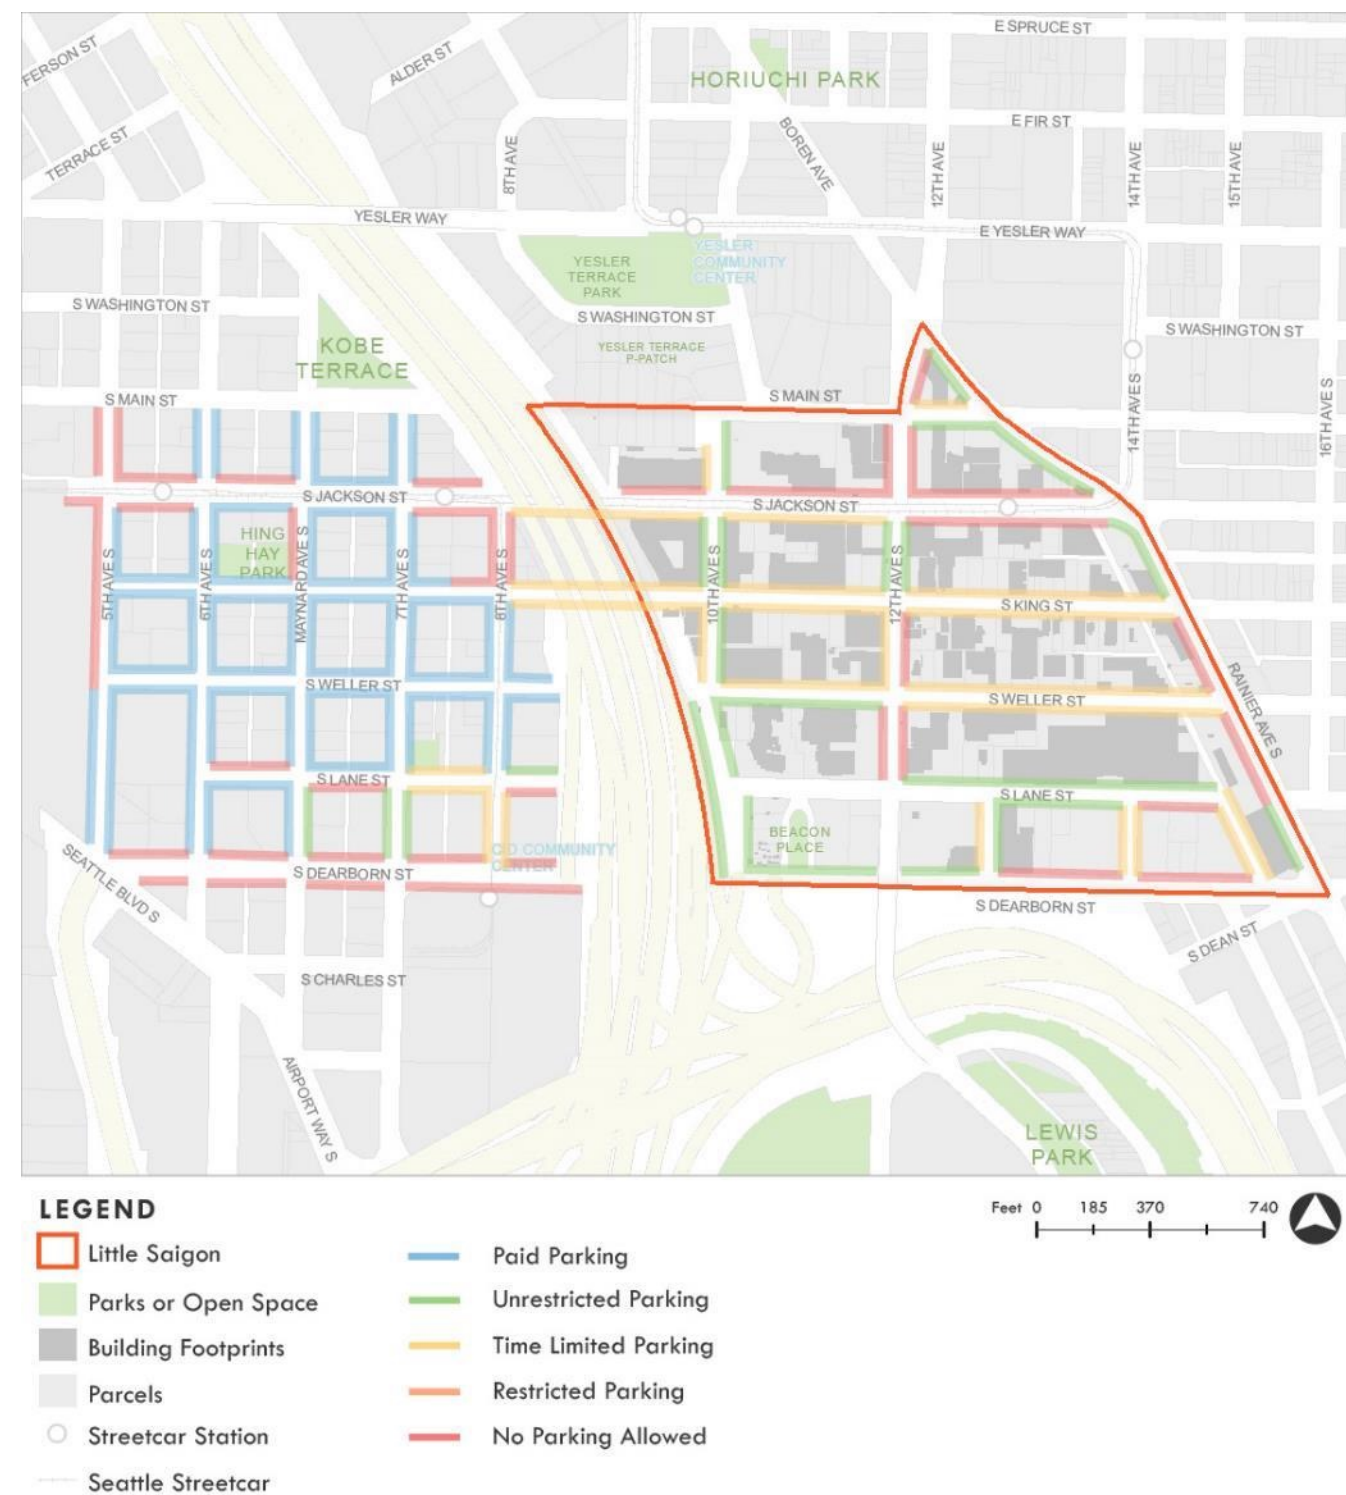 E SPRUCE ST
FERSON ST
ALDER ST
HORIUCHI PARK
E FIR ST
TERRACE ST
8TH AVE
BOREN AVE
12TH AVE
14TH AVE
15TH AVE
YESLER WAY
E YESLER WAY
YESLER
COMMUNITY
CENTER
YESLER
TERRACE
PARK
S WASHINGTON ST
S WASHINGTON ST
S WASHINGTON ST
KOBE
TERRACE
YESLER TERRACE
P-PATCH
S MAIN ST
S MAIN ST
14TH AVE S
16TH AVE S
S JACKSON ST
S JACKSON ST
HING
HAY
PARK
5TH AVE S
6TH AVE S
MAYNARD AVE S
7TH AVE S
8TH AVE S
10TH AVE S
12TH AVE S
S KING ST
S WELLER ST
S WELLER ST
RAINIER AVE S
S LANE ST
S LANE ST
BEACON
PLACE
CID COMMUNITY
CENTER
SEATTLE BLVD S
S DEARBORN ST
S DEARBORN ST
S DEAN ST
S CHARLES ST
AIRPORT WAY S
LEWIS
PARK
LEGEND
Feet 0 185 370 740
Little Saigon
Parks or Open Space
Building Footprints
Parcels
Streetcar Station
Seattle Streetcar
Paid Parking
Unrestricted Parking
Time Limited Parking
Restricted Parking
No Parking Allowed